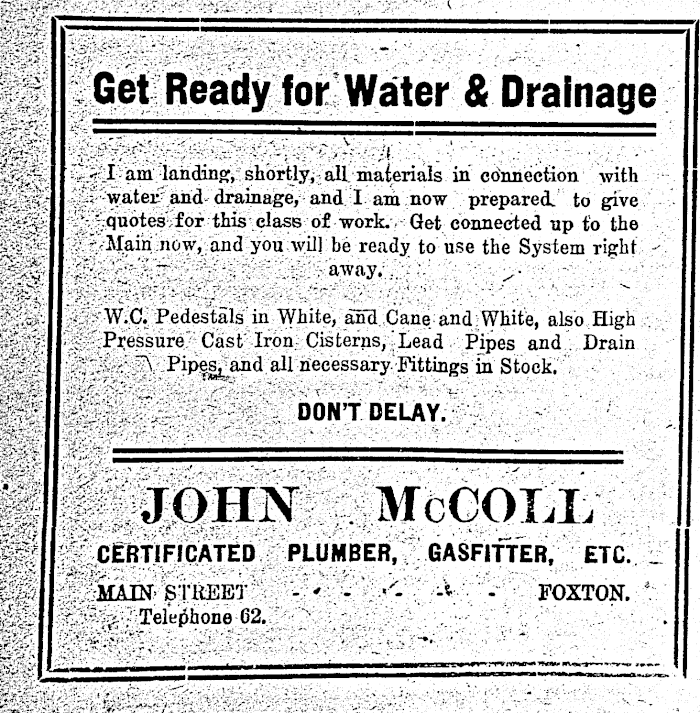 Get Ready for Water & Drainage
I am landing, shortly, all materials in connection with
water and drainage, and I am now prepared to give
quotes for this class of work. Get connected up to the
Main now, and you will be ready to use the System right
away.
W.C. Pedestals in White, and Cane and White, also High
Pressure Cast Iron Cisterns, Lead Pipes and Drain
Pipes, and all necessary Fittings in Stock.
DON'T DELAY.
JOHN McCOLL
CERTIFICATED PLUMBER, GASFITTER, ETC.
MAIN STREET - - - - - - FOXTON.
Telephone 62.